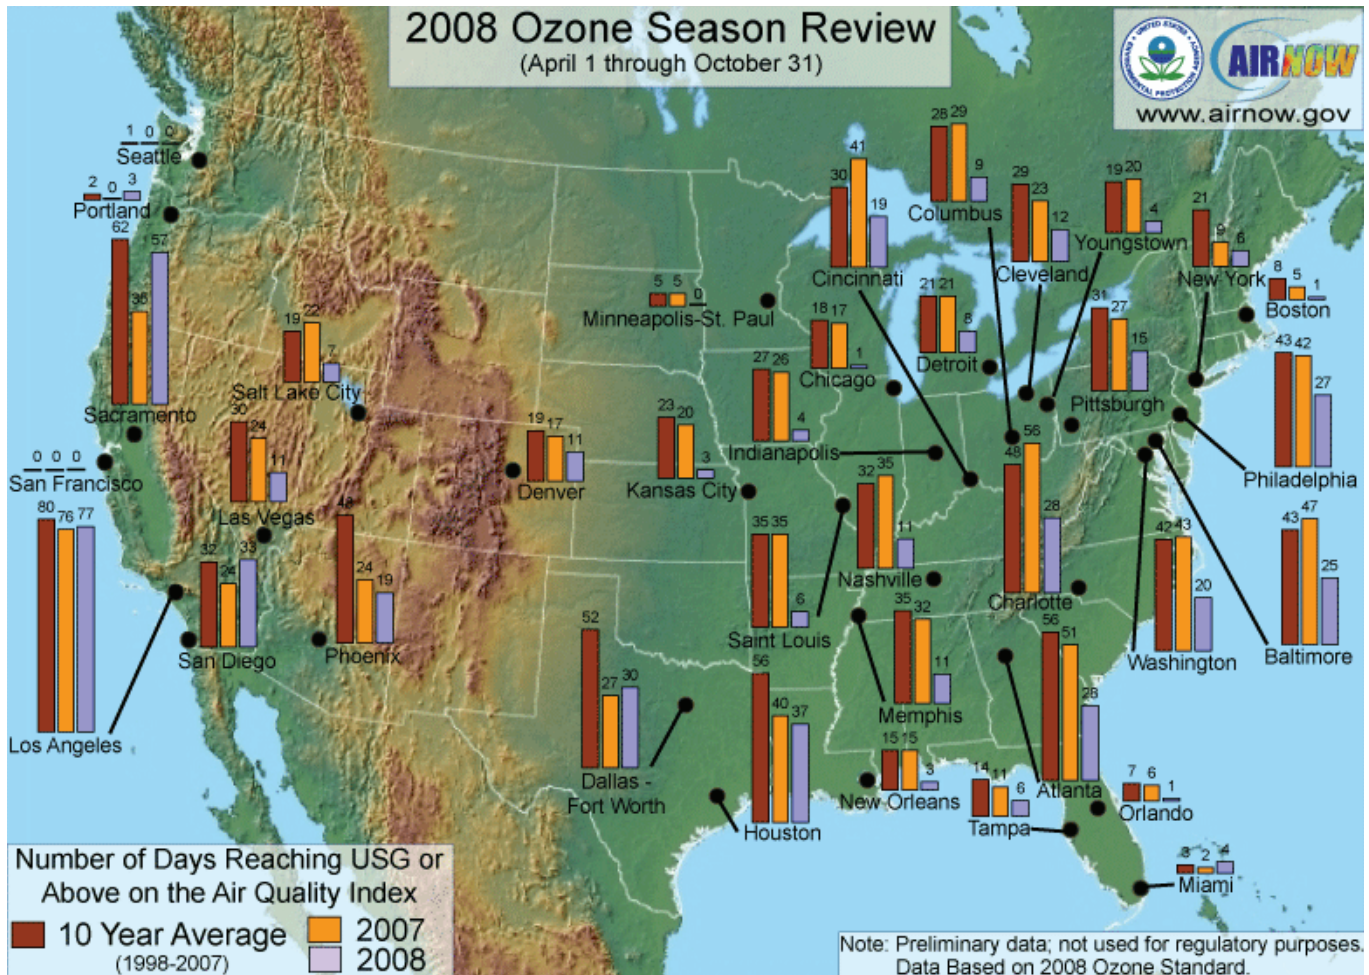 2008 Ozone Season Review
(April 1 through October 31)
UNITED STATES
ENVIRONMENTAL PROTECTION AGENCY
AIRNOW
www.airnow.gov
1 0 0
Seattle
2 0 3
Portland
62 35 57
Sacramento
0 0 0
San Francisco
80 76 77
Los Angeles
19 22 7
Salt Lake City
30 24 11
Las Vegas
32 24 33
San Diego
48 24 19
Phoenix
19 17 11
Denver
5 5 0
Minneapolis-St. Paul
23 20 3
Kansas City
52 27 30
Dallas -
Fort Worth
56 40 37
Houston
35 35 6
Saint Louis
27 26 4
Indianapolis
18 17 1
Chicago
30 41 19
Cincinnati
21 21 8
Detroit
28 29 9
Columbus
29 23 12
Cleveland
19 20 4
Youngstown
31 27 15
Pittsburgh
21 9 6
New York
8 5 1
Boston
43 42 27
Philadelphia
43 47 25
Baltimore
42 43 20
Washington
48 56 28
Charlotte
32 35 11
Nashville
35 32 11
Memphis
15 15 3
New Orleans
56 51 28
Atlanta
14 11 6
Tampa
7 6 1
Orlando
3 2 4
Miami
Number of Days Reaching USG or
Above on the Air Quality Index
10 Year Average
(1998-2007)
2007
2008
Note: Preliminary data; not used for regulatory purposes.
Data Based on 2008 Ozone Standard.